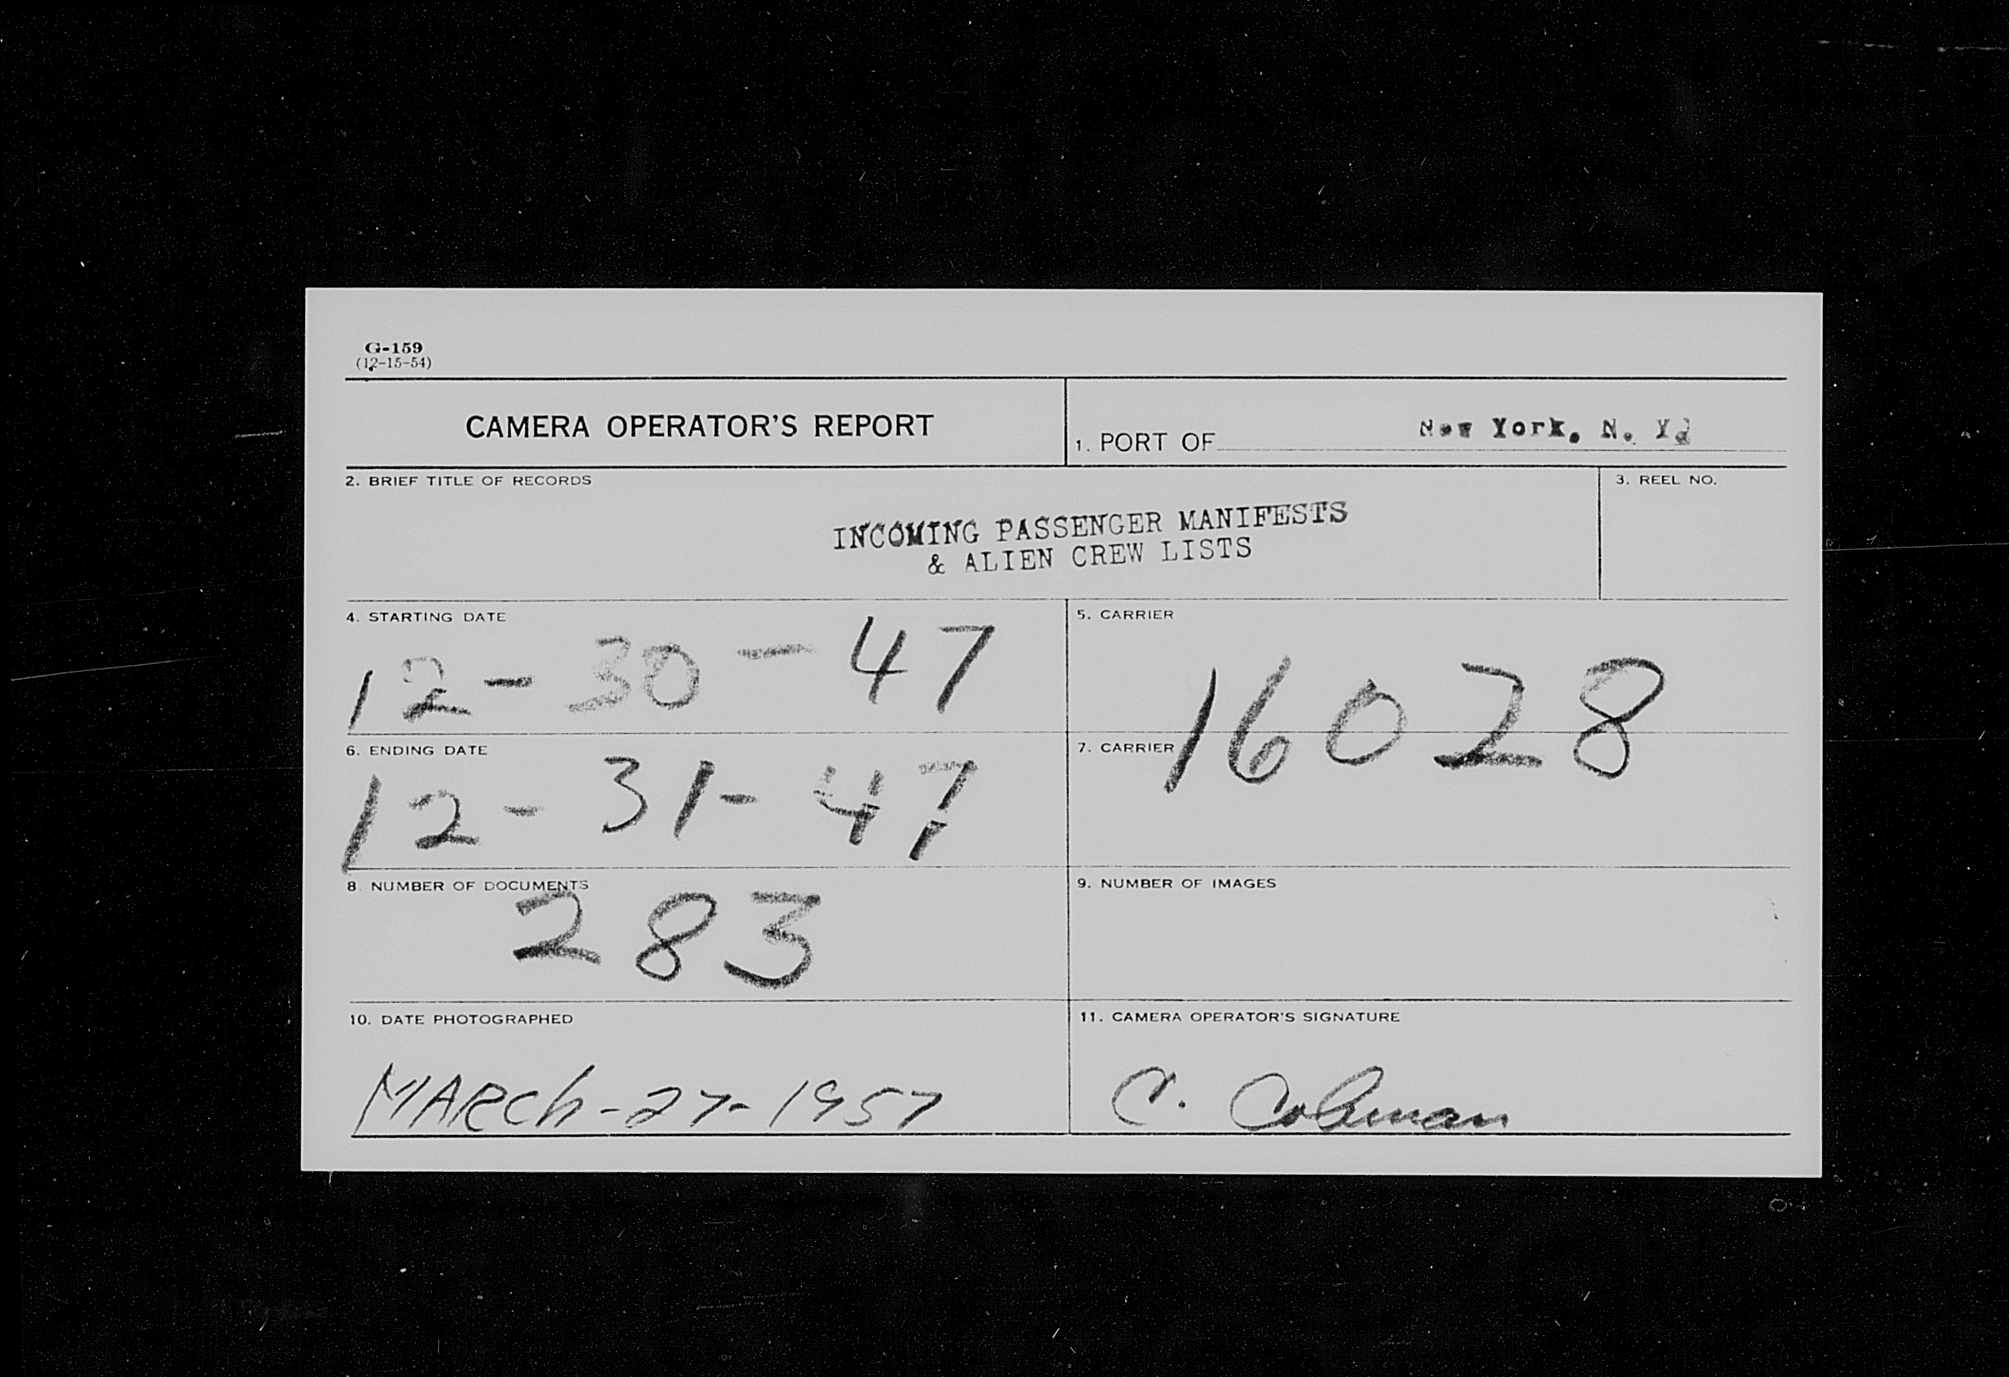 G-159
(12-15-54)
CAMERA OPERATOR'S REPORT
1. PORT OF New York, N. Y.
2. BRIEF TITLE OF RECORDS
3. REEL NO.
INCOMING PASSENGER MANIFESTS
& ALIEN CREW LISTS
4. STARTING DATE
12-30-47
5. CARRIER
16028
6. ENDING DATE
12-31-47
7. CARRIER
8. NUMBER OF DOCUMENTS
283
9. NUMBER OF IMAGES
10. DATE PHOTOGRAPHED
MARCh-27-1957
11. CAMERA OPERATOR'S SIGNATURE
C. Coleman